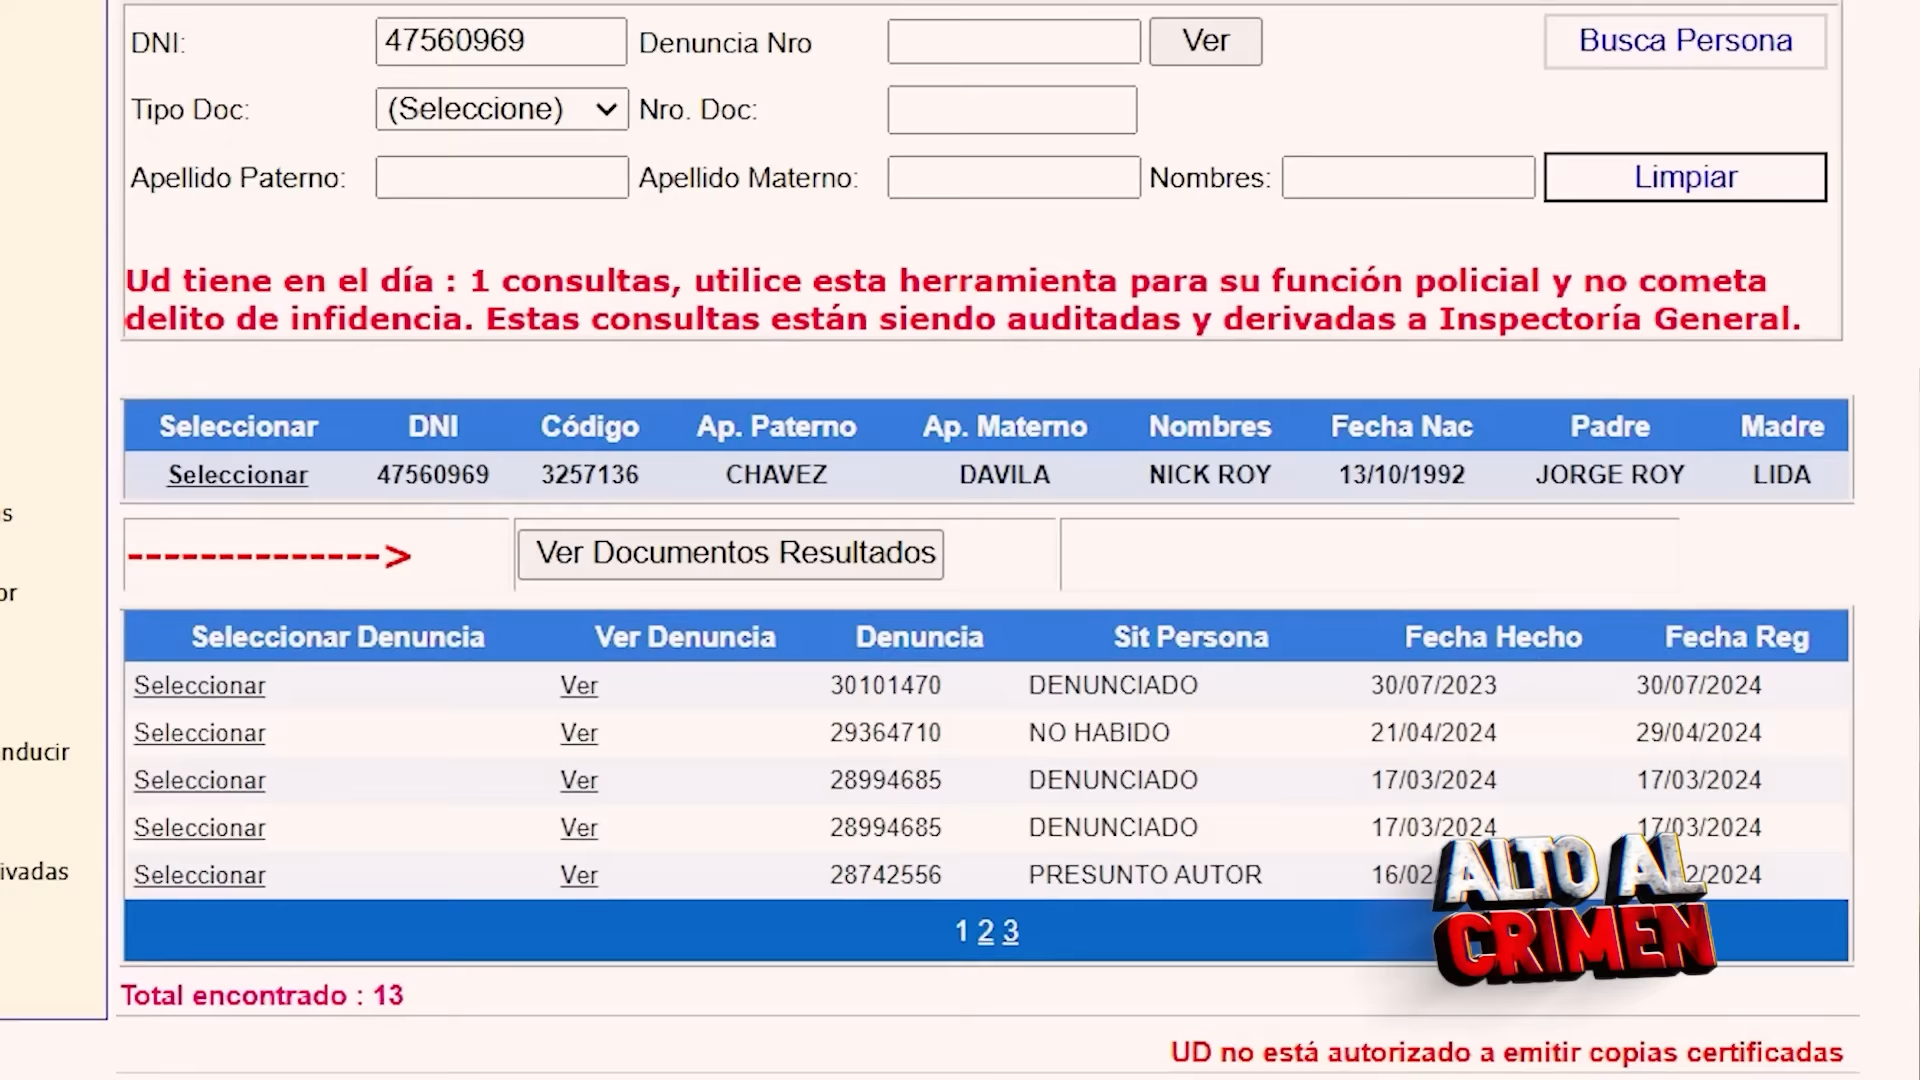 DNI: 47560969 Denuncia Nro Ver Busca Persona
Tipo Doc: (Seleccione) Nro. Doc:
Apellido Paterno: Apellido Materno: Nombres: Limpiar
Ud tiene en el día : 1 consultas, utilice esta herramienta para su función policial y no cometa
delito de infidencia. Estas consultas están siendo auditadas y derivadas a Inspectoría General.
Seleccionar DNI Código Ap. Paterno Ap. Materno Nombres Fecha Nac Padre Madre
Seleccionar 47560969 3257136 CHAVEZ DAVILA NICK ROY 13/10/1992 JORGE ROY LIDA
--------------> Ver Documentos Resultados
Seleccionar Denuncia Ver Denuncia Denuncia Sit Persona Fecha Hecho Fecha Reg
Seleccionar Ver 30101470 DENUNCIADO 30/07/2023 30/07/2024
Seleccionar Ver 29364710 NO HABIDO 21/04/2024 29/04/2024
nducir
Seleccionar Ver 28994685 DENUNCIADO 17/03/2024 17/03/2024
Seleccionar Ver 28994685 DENUNCIADO 17/03/2024 17/03/2024
ivadas
Seleccionar Ver 28742556 PRESUNTO AUTOR 16/02 2/2024
ALTO AL
CRIMEN
1 2 3
Total encontrado : 13
UD no está autorizado a emitir copias certificadas